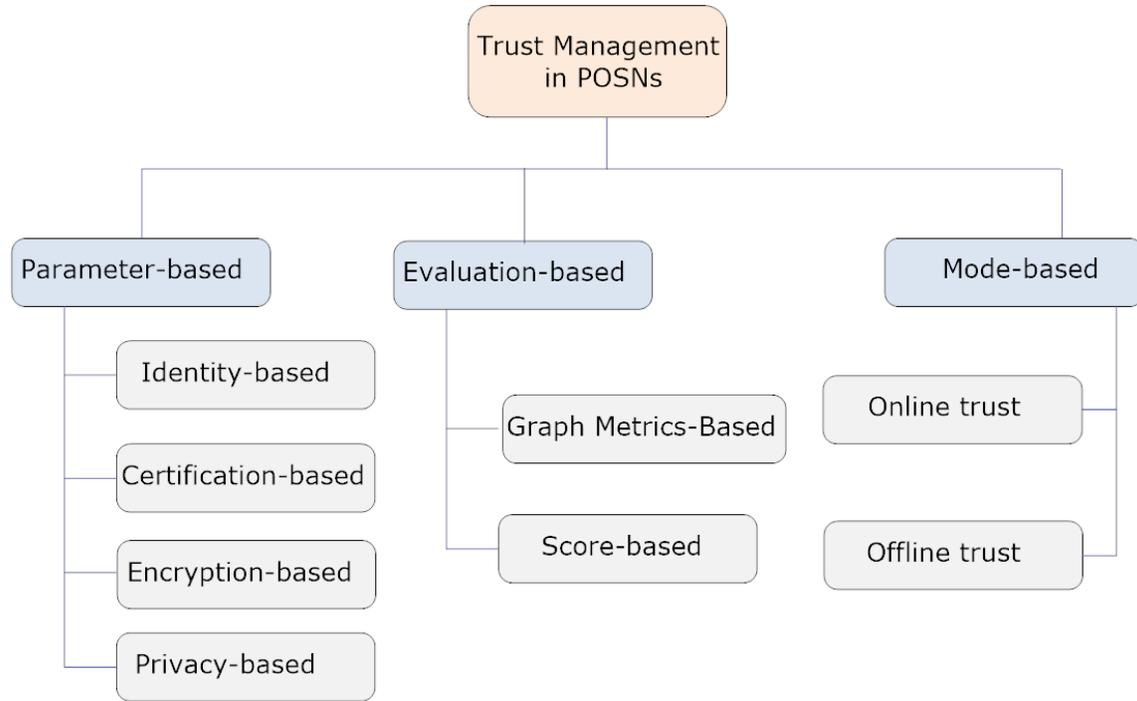 Trust Management
in POSNs
Parameter-based
Evaluation-based
Mode-based
Identity-based
Certification-based
Encryption-based
Privacy-based
Graph Metrics-Based
Score-based
Online trust
Offline trust